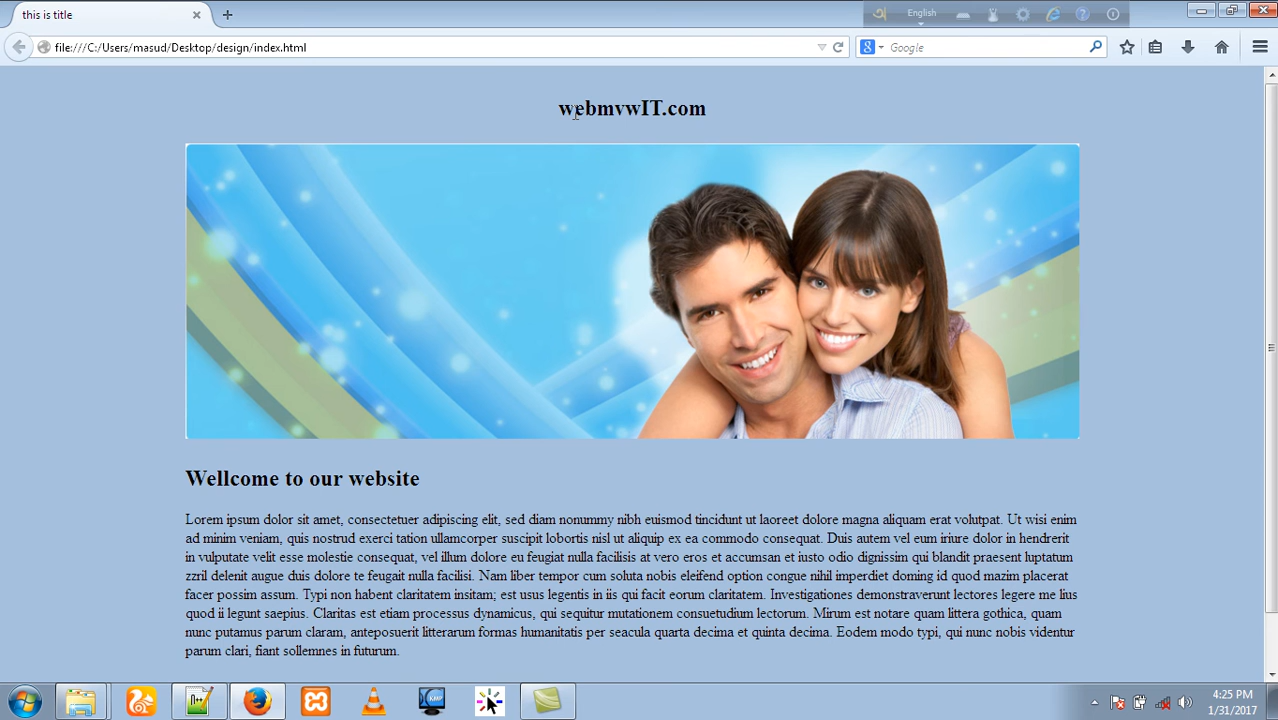 this is title
English
file:///C:/Users/masud/Desktop/design/index.html
Google
webmvwIT.com
Wellcome to our website
Lorem ipsum dolor sit amet, consectetuer adipiscing elit, sed diam nonummy nibh euismod tincidunt ut laoreet dolore magna aliquam erat volutpat. Ut wisi enim
ad minim veniam, quis nostrud exerci tation ullamcorper suscipit lobortis nisl ut aliquip ex ea commodo consequat. Duis autem vel eum iriure dolor in hendrerit
in vulputate velit esse molestie consequat, vel illum dolore eu feugiat nulla facilisis at vero eros et accumsan et iusto odio dignissim qui blandit praesent luptatum
zzril delenit augue duis dolore te feugait nulla facilisi. Nam liber tempor cum soluta nobis eleifend option congue nihil imperdiet doming id quod mazim placerat
facer possim assum. Typi non habent claritatem insitam; est usus legentis in iis qui facit eorum claritatem. Investigationes demonstraverunt lectores legere me lius
quod ii legunt saepius. Claritas est etiam processus dynamicus, qui sequitur mutationem consuetudium lectorum. Mirum est notare quam littera gothica, quam
nunc putamus parum claram, anteposuerit litterarum formas humanitatis per seacula quarta decima et quinta decima. Eodem modo typi, qui nunc nobis videntur
parum clari, fiant sollemnes in futurum.
4:25 PM
1/31/2017